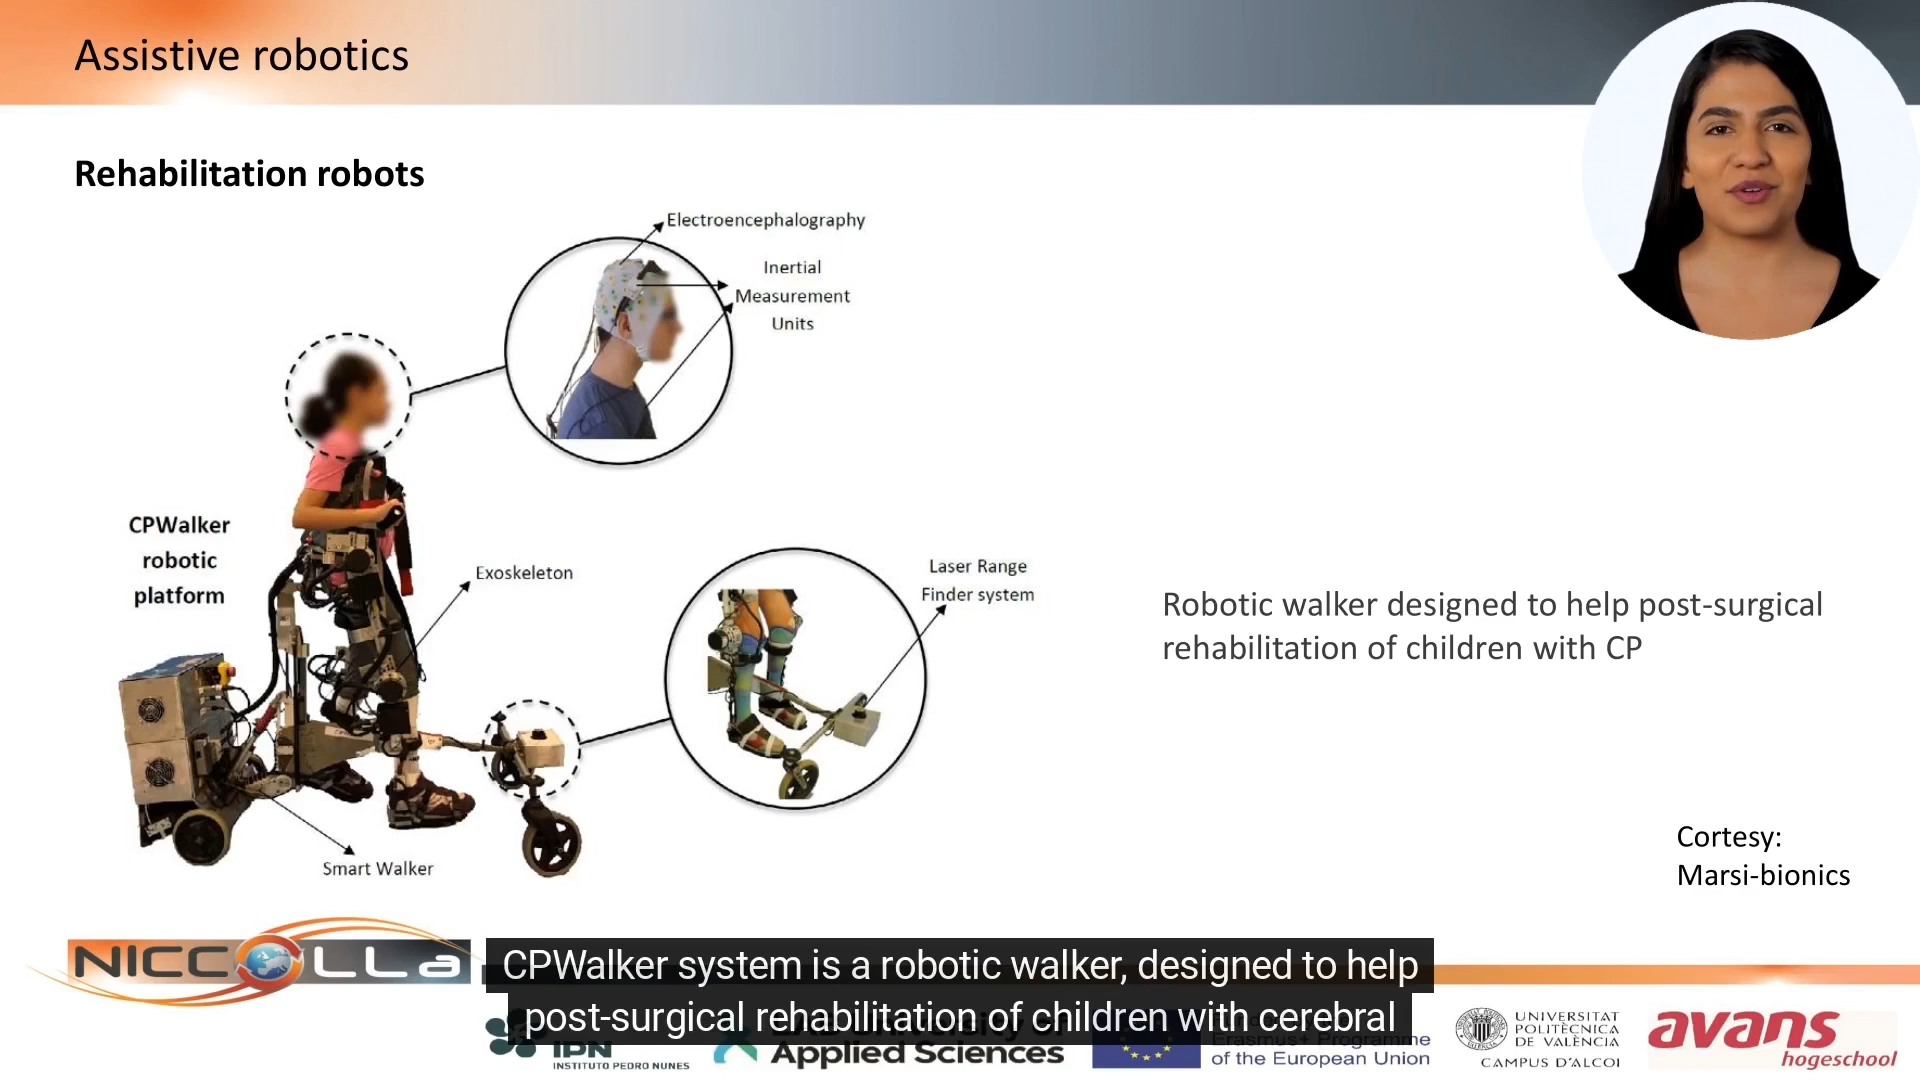 Assistive robotics
Rehabilitation robots
Electroencephalography
Inertial
Measurement
Units
CPWalker
robotic
platform
Exoskeleton
Laser Range
Finder system
Robotic walker designed to help post-surgical
rehabilitation of children with CP
Smart Walker
Cortesy:
Marsi-bionics
NICCOLLa
CPWalker system is a robotic walker, designed to help
post-surgical rehabilitation of children with cerebral
IPN
INSTITUTO PEDRO NUNES
University of
Applied Sciences
Erasmus+ Programme
of the European Union
UNIVERSITAT
POLITÈCNICA
DE VALÈNCIA
CAMPUS D'ALCOI
avans
hogeschool